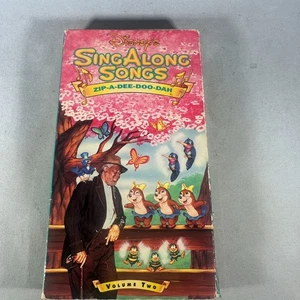 Disney's
SING ALONG
SONGS
ZIP-A-DEE-DOO-DAH
VOLUME TWO